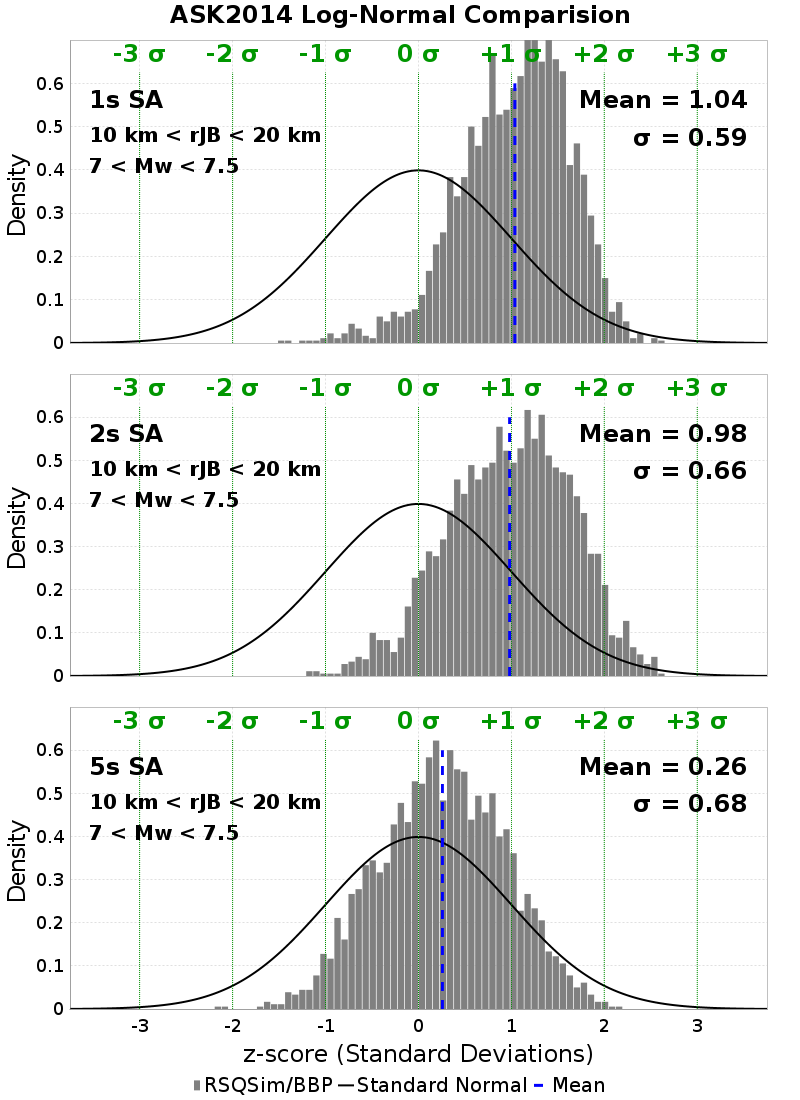 ASK2014 Log-Normal Comparision
-3 σ -2 σ -1 σ 0 σ +1 σ +2 σ +3 σ
1s SA
10 km < rJB < 20 km
7 < Mw < 7.5
Mean = 1.04
σ = 0.59
Density
0.6
0.5
0.4
0.3
0.2
0.1
0
-3 σ -2 σ -1 σ 0 σ +1 σ +2 σ +3 σ
2s SA
10 km < rJB < 20 km
7 < Mw < 7.5
Mean = 0.98
σ = 0.66
Density
0.6
0.5
0.4
0.3
0.2
0.1
0
-3 σ -2 σ -1 σ 0 σ +1 σ +2 σ +3 σ
5s SA
10 km < rJB < 20 km
7 < Mw < 7.5
Mean = 0.26
σ = 0.68
Density
0.6
0.5
0.4
0.3
0.2
0.1
0
-3 -2 -1 0 1 2 3
z-score (Standard Deviations)
RSQSim/BBP Standard Normal Mean